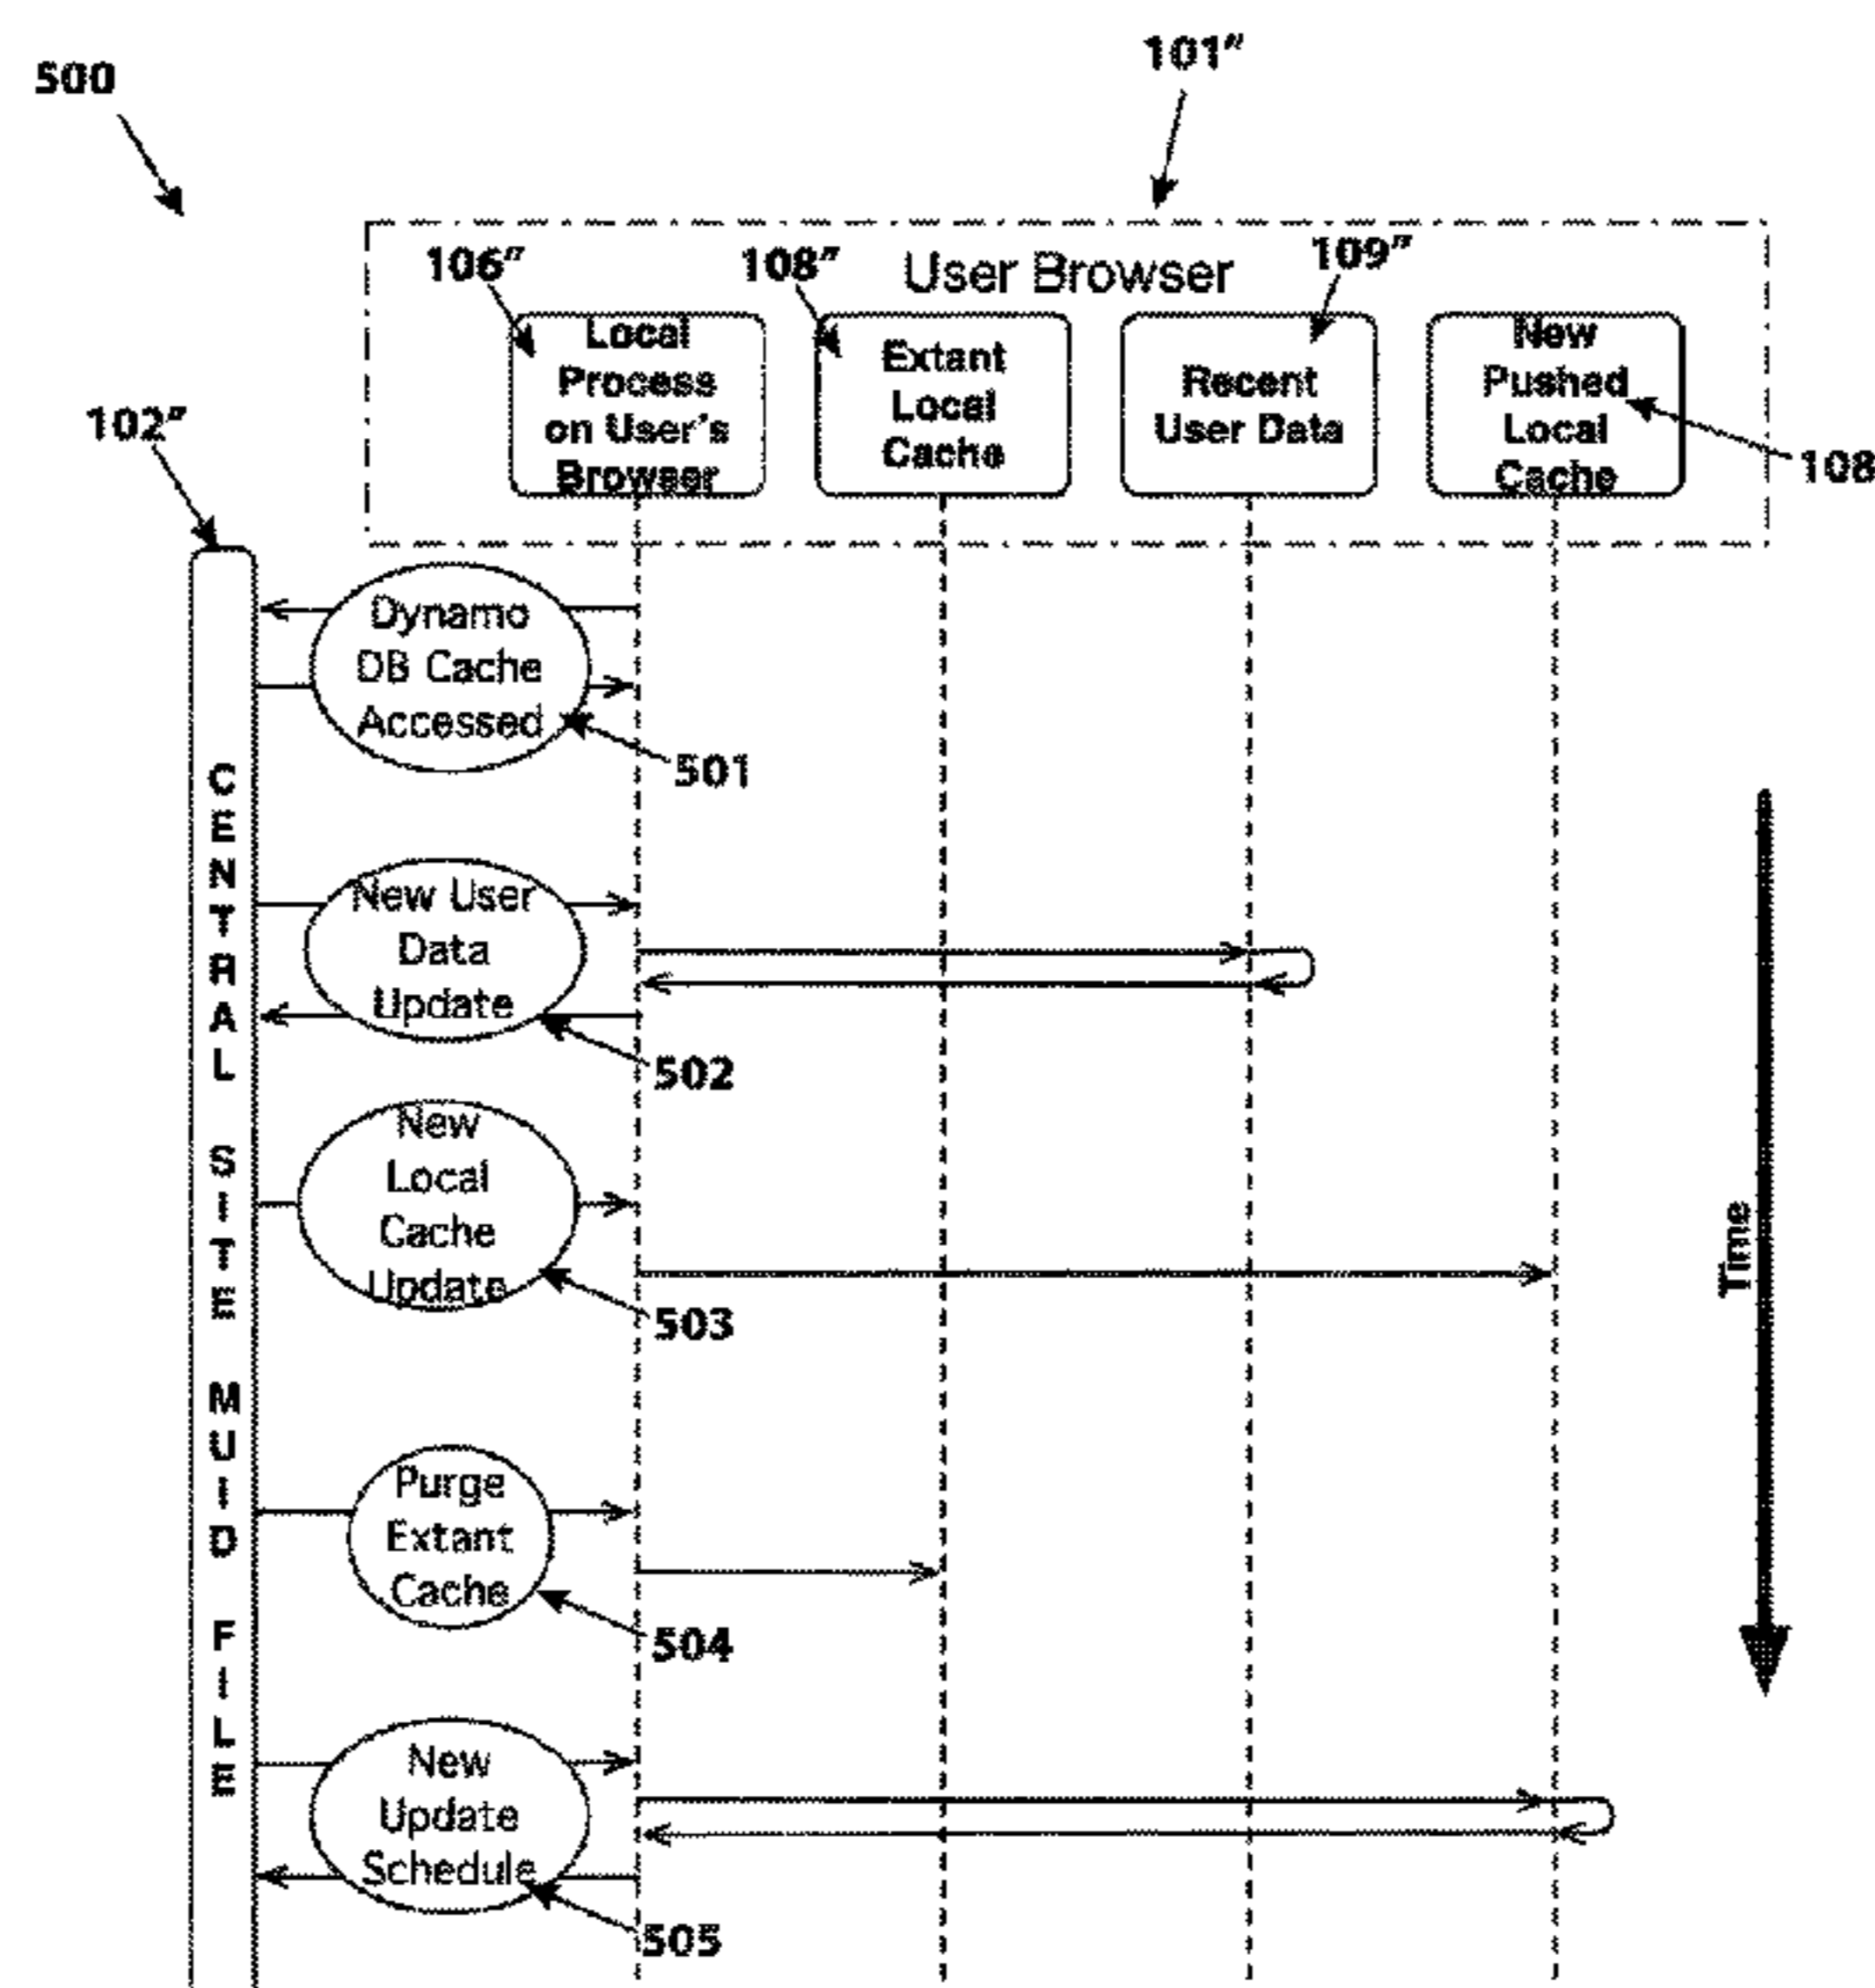 500
101"
User Browser
106"
108"
109"
Local
Process
on User's
Browser
Extant
Local
Cache
Recent
User Data
New
Pushed
Local
Cache
108
102"
CENTRAL SITE MUID FILE
Dynamo
DB Cache
Accessed
501
New User
Data
Update
502
New
Local
Cache
Update
503
Time
Purge
Extant
Cache
504
New
Update
Schedule
505